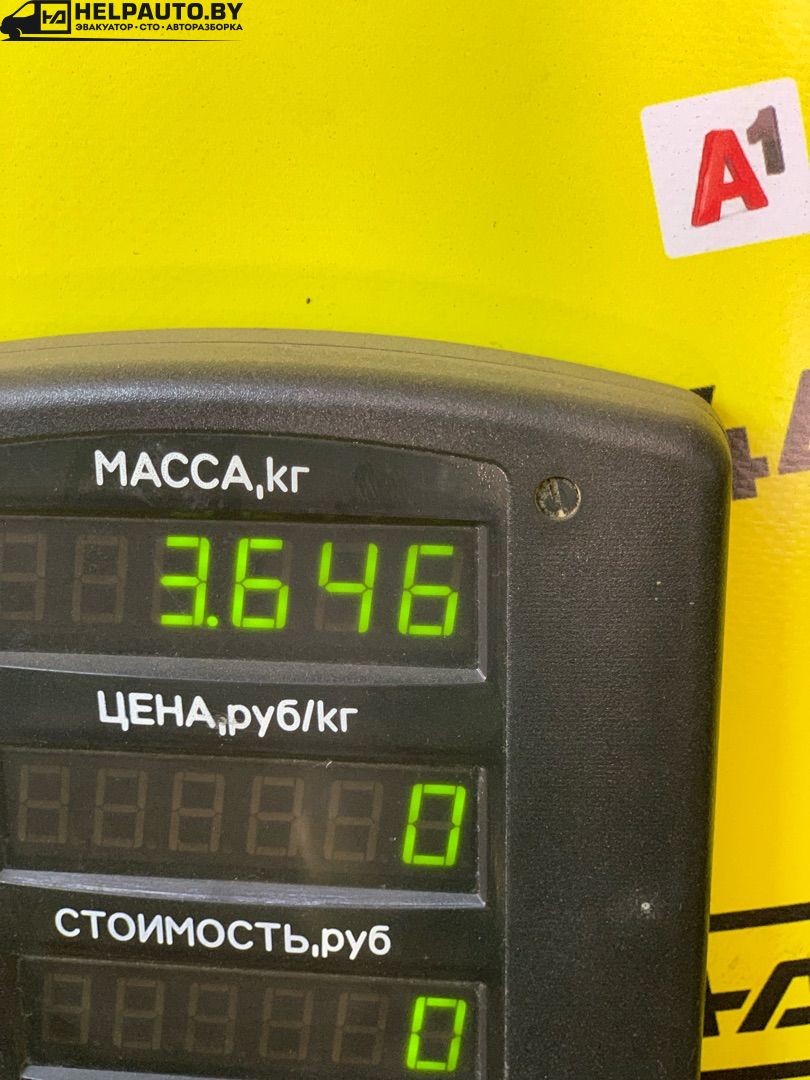 HELPAUTO.BY
ЭВАКУАТОР • СТО • АВТОРАЗБОРКА
A1
МАССА,кг
3.646
ЦЕНА,руб/кг
0
СТОИМОСТЬ,руб
0